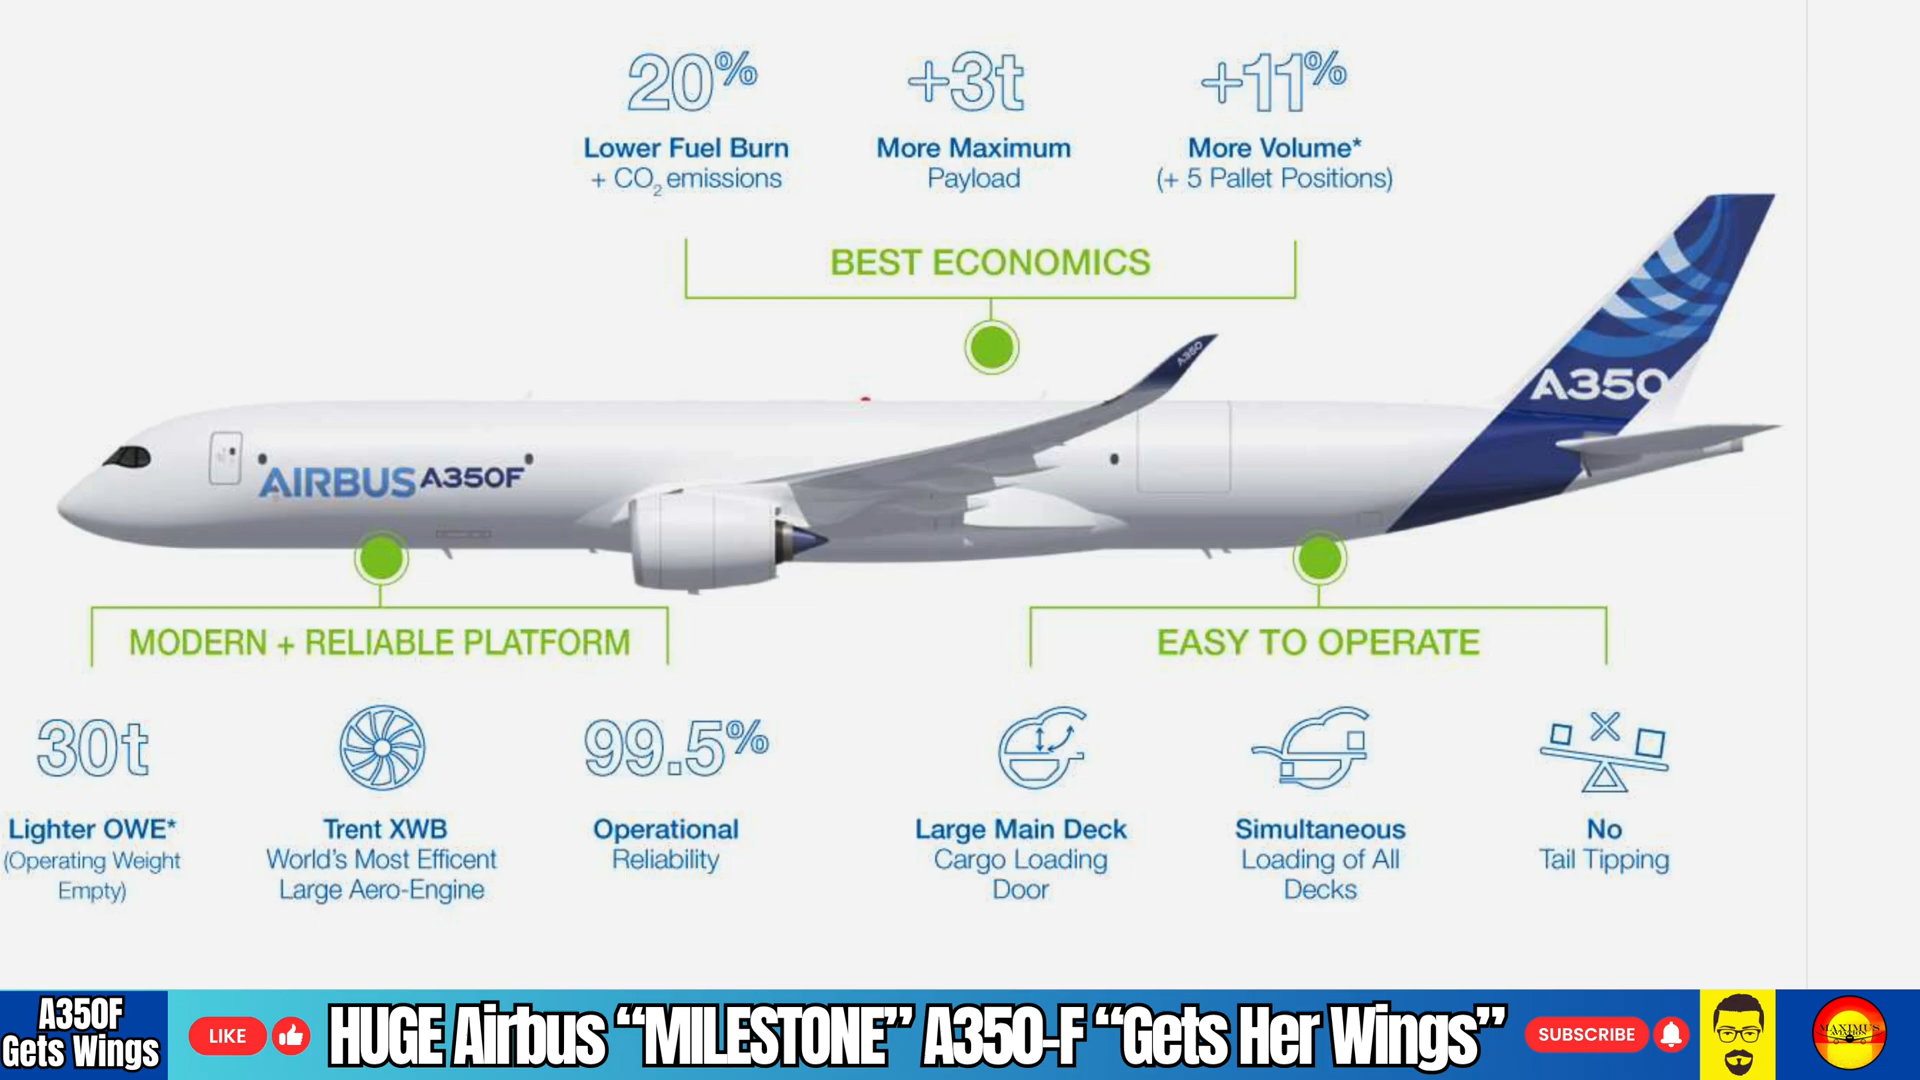 20%
+3t
+11%
Lower Fuel Burn
+ CO2 emissions
More Maximum
Payload
More Volume*
(+ 5 Pallet Positions)
BEST ECONOMICS
A350
A350
AIRBUS A350F
MODERN + RELIABLE PLATFORM
EASY TO OPERATE
30t
99.5%
Lighter OWE*
(Operating Weight
Empty)
Trent XWB
World's Most Efficent
Large Aero-Engine
Operational
Reliability
Large Main Deck
Cargo Loading
Door
Simultaneous
Loading of All
Decks
No
Tail Tipping
A350F
Gets Wings
LIKE
HUGE Airbus “MILESTONE” A350-F “Gets Her Wings”
SUBSCRIBE
MAXIMUS
AVIATION